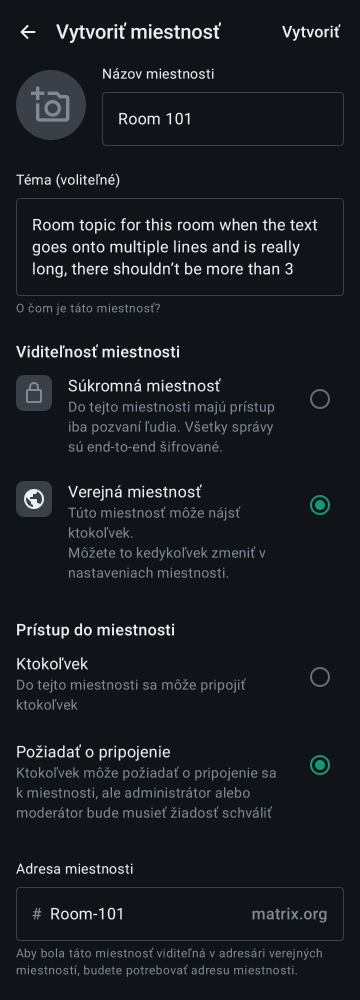 Vytvoriť miestnosť
Vytvoriť
Názov miestnosti
Room 101
Téma (voliteľné)
Room topic for this room when the text
goes onto multiple lines and is really
long, there shouldn’t be more than 3
O čom je táto miestnosť?
Viditeľnosť miestnosti
Súkromná miestnosť
Do tejto miestnosti majú prístup
iba pozvaní ľudia. Všetky správy
sú end-to-end šifrované.
Verejná miestnosť
Túto miestnosť môže nájsť
ktokoľvek.
Môžete to kedykoľvek zmeniť v
nastaveniach miestnosti.
Prístup do miestnosti
Ktokoľvek
Do tejto miestnosti sa môže pripojiť
ktokoľvek
Požiadať o pripojenie
Ktokoľvek môže požiadať o pripojenie sa
k miestnosti, ale administrátor alebo
moderátor bude musieť žiadosť schváliť
Adresa miestnosti
# Room-101 matrix.org
Aby bola táto miestnosť viditeľná v adresári verejných
miestností, budete potrebovať adresu miestnosti.